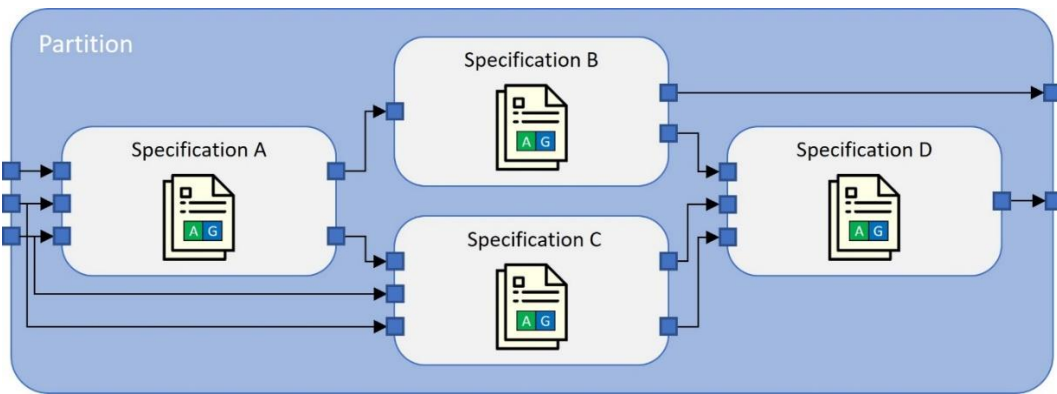 Partition
Specification A
A G
Specification B
A G
Specification C
A G
Specification D
A G